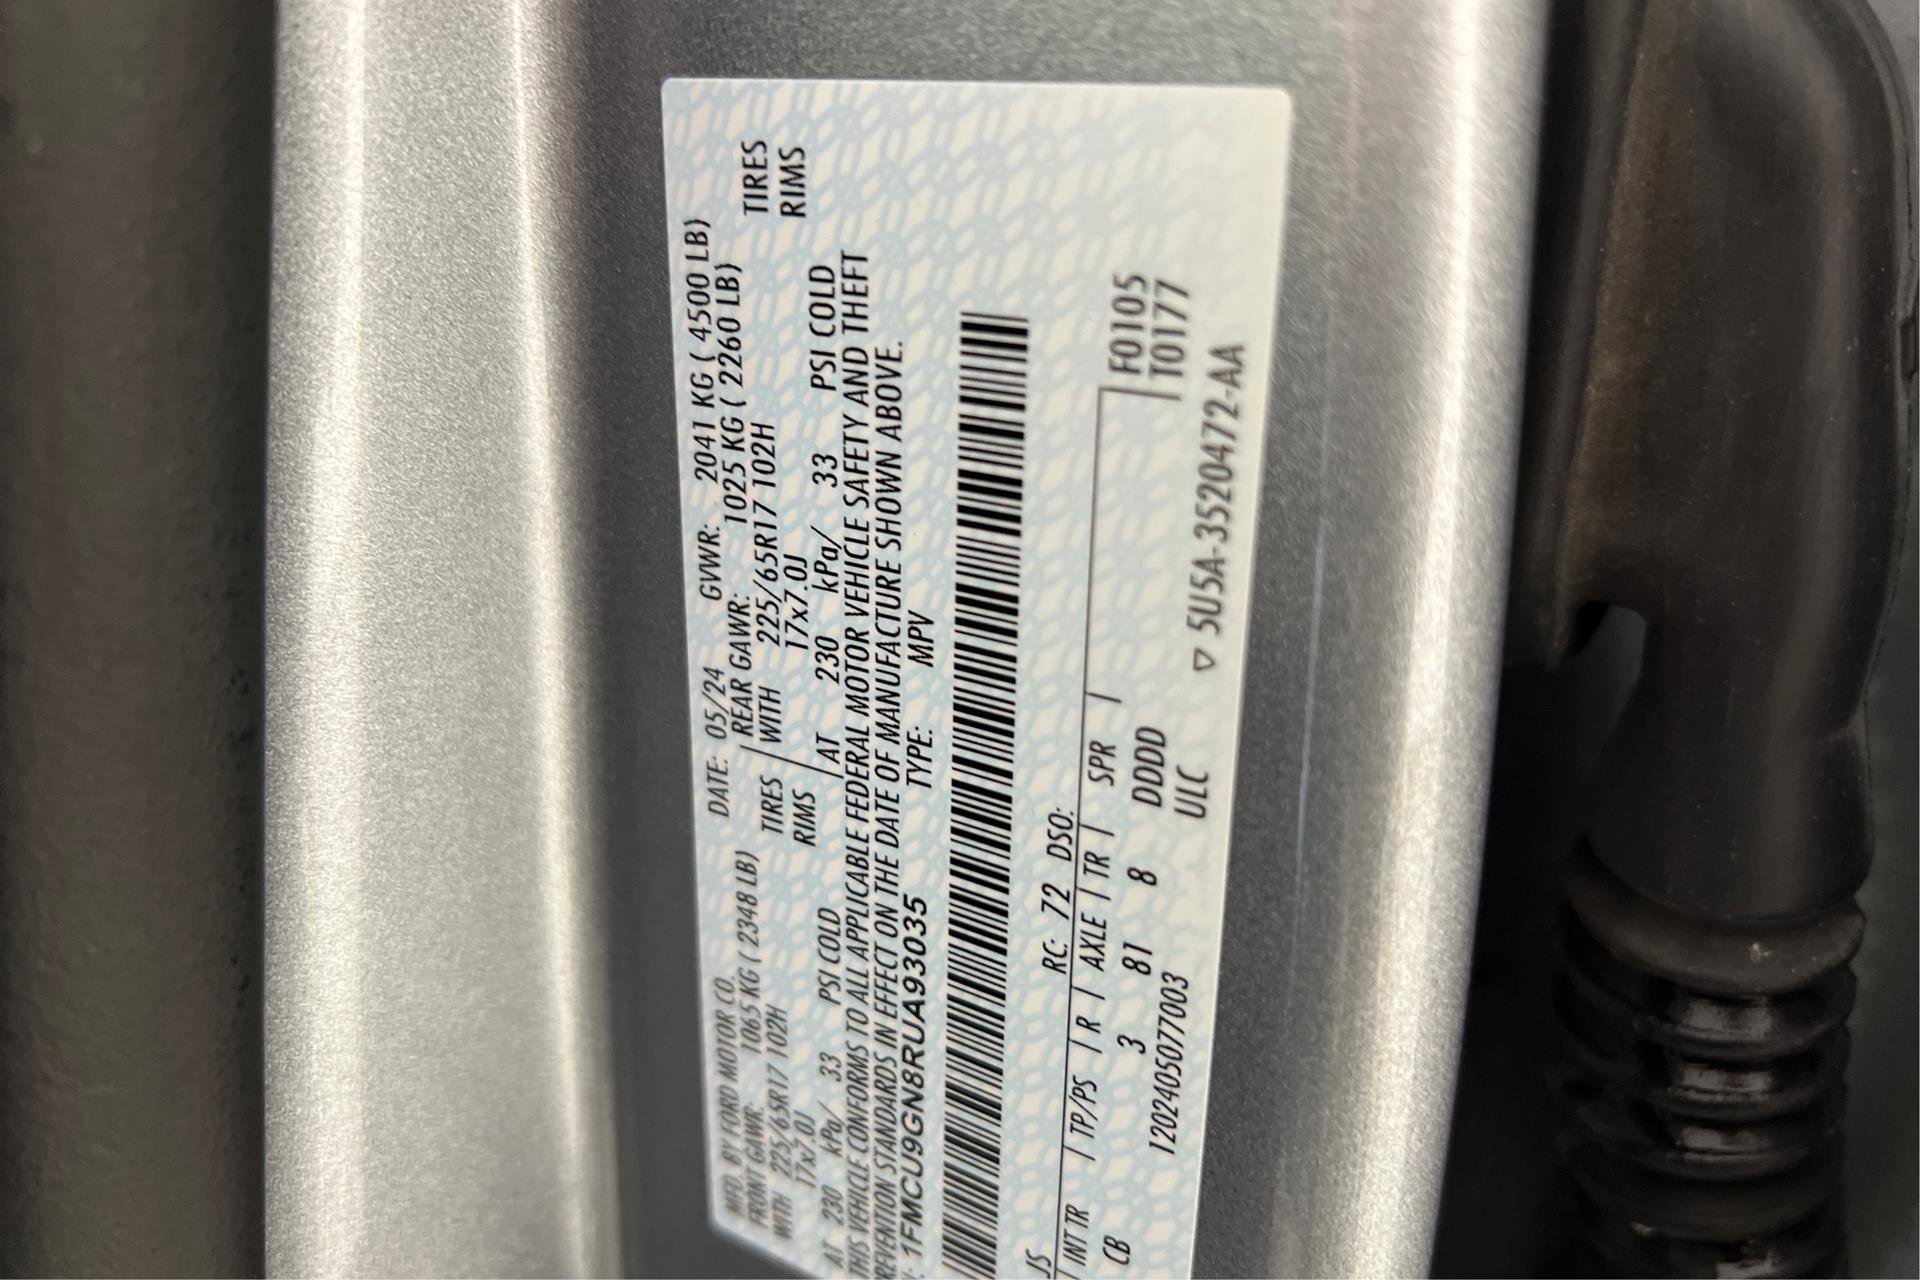 MFD. BY FORD MOTOR CO.
DATE: 05/24 GVWR: 2041 KG ( 4500 LB)
FRONT GAWR: 1065 KG ( 2348 LB) REAR GAWR: 1025 KG ( 2260 LB)
WITH 225/65R17 102H TIRES WITH 225/65R17 102H TIRES
17x7.0J RIMS 17x7.0J RIMS
AT 230 kPa/ 33 PSI COLD AT 230 kPa/ 33 PSI COLD
THIS VEHICLE CONFORMS TO ALL APPLICABLE FEDERAL MOTOR VEHICLE SAFETY AND THEFT
REVENTION STANDARDS IN EFFECT ON THE DATE OF MANUFACTURE SHOWN ABOVE.
: 1FMCU9GN8RUA93035 TYPE: MPV
JS RC: 72 DSO:
INT TR / TP/PS / R / AXLE / TR / SPR / F0105
CB 3 81 8 DDDD T0177
1202405077003 ULC ▽ 5U5A-3520472-AA